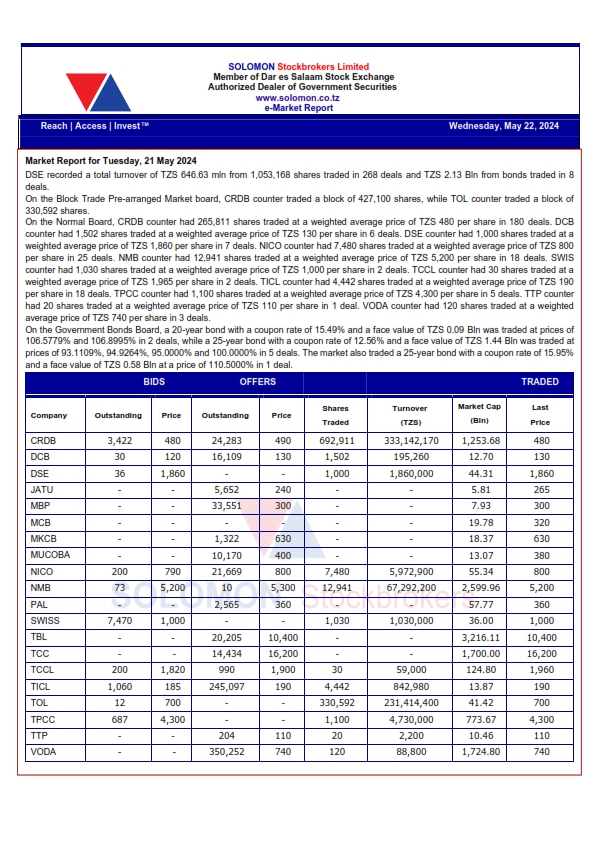 SOLOMON Stockbrokers Limited
Member of Dar es Salaam Stock Exchange
Authorized Dealer of Government Securities
www.solomon.co.tz
e-Market Report
Reach | Access | Invest™ Wednesday, May 22, 2024
Market Report for Tuesday, 21 May 2024
DSE recorded a total turnover of TZS 646.63 mln from 1,053,168 shares traded in 268 deals and TZS 2.13 Bln from bonds traded in 8
deals.
On the Block Trade Pre-arranged Market board, CRDB counter traded a block of 427,100 shares, while TOL counter traded a block of
330,592 shares.
On the Normal Board, CRDB counter had 265,811 shares traded at a weighted average price of TZS 480 per share in 180 deals. DCB
counter had 1,502 shares traded at a weighted average price of TZS 130 per share in 6 deals. DSE counter had 1,000 shares traded at a
weighted average price of TZS 1,860 per share in 7 deals. NICO counter had 7,480 shares traded at a weighted average price of TZS 800
per share in 25 deals. NMB counter had 12,941 shares traded at a weighted average price of TZS 5,200 per share in 18 deals. SWIS
counter had 1,030 shares traded at a weighted average price of TZS 1,000 per share in 2 deals. TCCL counter had 30 shares traded at a
weighted average price of TZS 1,965 per share in 2 deals. TICL counter had 4,442 shares traded at a weighted average price of TZS 190
per share in 18 deals. TPCC counter had 1,100 shares traded at a weighted average price of TZS 4,300 per share in 5 deals. TTP counter
had 20 shares traded at a weighted average price of TZS 110 per share in 1 deal. VODA counter had 120 shares traded at a weighted
average price of TZS 740 per share in 3 deals.
On the Government Bonds Board, a 20-year bond with a coupon rate of 15.49% and a face value of TZS 0.09 Bln was traded at prices of
106.5779% and 106.8995% in 2 deals, while a 25-year bond with a coupon rate of 12.56% and a face value of TZS 1.44 Bln was traded at
prices of 93.1109%, 94.9264%, 95.0000% and 100.0000% in 5 deals. The market also traded a 25-year bond with a coupon rate of 15.95%
and a face value of TZS 0.58 Bln at a price of 110.5000% in 1 deal.
BIDS OFFERS TRADED
Company Outstanding Price Outstanding Price Shares Traded Turnover (TZS) Market Cap (Bln) Last Price
CRDB 3,422 480 24,283 490 692,911 333,142,170 1,253.68 480
DCB 30 120 16,109 130 1,502 195,260 12.70 130
DSE 36 1,860 - - 1,000 1,860,000 44.31 1,860
JATU - - 5,652 240 - - 5.81 265
MBP - - 33,551 300 - - 7.93 300
MCB - - - - - - 19.78 320
MKCB - - 1,322 630 - - 18.37 630
MUCOBA - - 10,170 400 - - 13.07 380
NICO 200 790 21,669 800 7,480 5,972,900 55.34 800
NMB 73 5,200 10 5,300 12,941 67,292,200 2,599.96 5,200
PAL - - 2,565 360 - - 57.77 360
SWISS 7,470 1,000 - - 1,030 1,030,000 36.00 1,000
TBL - - 20,205 10,400 - - 3,216.11 10,400
TCC - - 14,434 16,200 - - 1,700.00 16,200
TCCL 200 1,820 990 1,900 30 59,000 124.80 1,960
TICL 1,060 185 245,097 190 4,442 842,980 13.87 190
TOL 12 700 - - 330,592 231,414,400 41.42 700
TPCC 687 4,300 - - 1,100 4,730,000 773.67 4,300
TTP - - 204 110 20 2,200 10.46 110
VODA - - 350,252 740 120 88,800 1,724.80 740
SOLOMON Stockbrokers